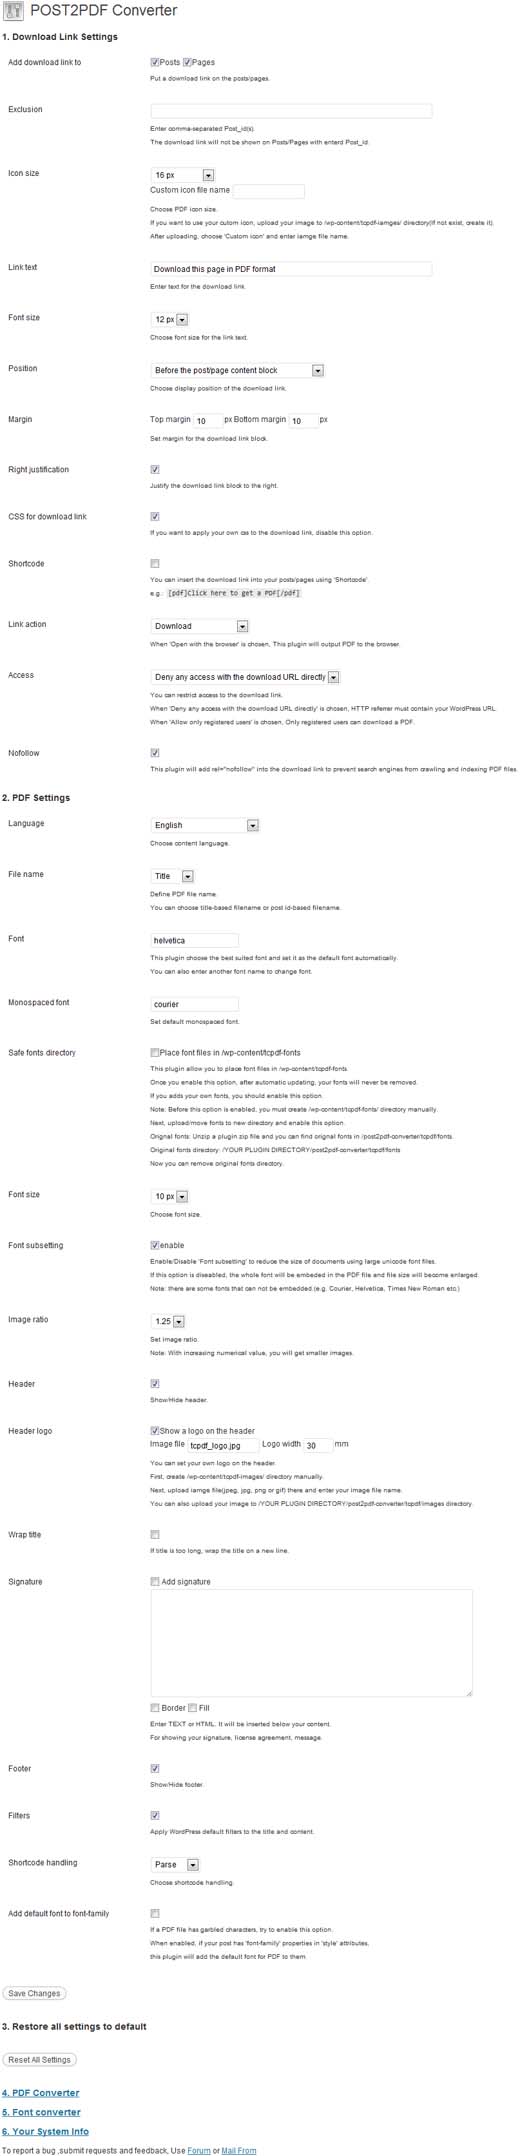 POST2PDF Converter
1. Download Link Settings
Add download link to Posts Pages
Put a download link on the posts/pages.
Exclusion
Enter comma-separated Post_id(s).
The download link will not be shown on Posts/Pages with enterd Post_id.
Icon size 16 px
Custom icon file name
Choose PDF icon size.
If you want to use your cutom icon, upload your image to /wp-content/tcpdf-iamges/ directory(if not exist, create it).
After uploading, choose 'Custom icon' and enter iamge file name.
Link text Download this page in PDF format
Enter text for the download link.
Font size 12 px
Choose font size for the link text.
Position Before the post/page content block
Choose display position of the download link.
Margin Top margin 10 px Bottom margin 10 px
Set margin for the download link block.
Right justification
Justify the download link block to the right.
CSS for download link
If you want to apply your own css to the download link, disable this option.
Shortcode
You can insert the download link into your posts/pages using 'Shortcode'.
e.g.: [pdf]Click here to get a PDF[/pdf]
Link action Download
When 'Open with the browser' is chosen, This plugin will output PDF to the browser.
Access Deny any access with the download URL directly
You can restrict access to the download link.
When 'Deny any access with the download URL directly' is chosen, HTTP referrer must contain your WordPress URL.
When 'Allow only registered users' is chosen, Only registered users can download a PDF.
Nofollow
This plugin will add rel="nofollow" into the download link to prevent search engines from crawling and indexing PDF files.
2. PDF Settings
Language English
Choose content language.
File name Title
Define PDF file name.
You can choose title-based filename or post id-based filename.
Font helvetica
This plugin choose the best suited font and set it as the default font automatically.
You can also enter another font name to change font.
Monospaced font courier
Set default monospaced font.
Safe fonts directory Place font files in /wp-content/tcpdf-fonts
This plugin allow you to place font files in /wp-content/tcpdf-fonts.
Once you enable this option, after automatic updating, your fonts will never be removed.
If you adds your own fonts, you should enable this option.
Note: Before this option is enabled, you must create /wp-content/tcpdf-fonts/ directory manually.
Next, upload/move fonts to new directory and enable this option.
Orignal fonts: Unzip a plugin zip file and you can find orignal fonts in /post2pdf-converter/tcpdf/fonts.
Original fonts directory: /YOUR PLUGIN DIRECTORY/post2pdf-converter/tcpdf/fonts
Now you can remove original fonts directory.
Font size 10 px
Choose font size.
Font subsetting enable
Enable/Disable 'Font subsetting' to reduce the size of documents using large unicode font files.
If this option is diseabled, the whole font will be embeded in the PDF file and file size will become enlarged.
Note: there are some fonts that can not be embedded.(e.g. Courier, Helvetica, Times New Roman etc.)
Image ratio 1.25
Set image ratio.
Note: With increasing numerical value, you will get smaller images.
Header
Show/Hide header.
Header logo Show a logo on the header
Image file tcpdf_logo.jpg Logo width 30 mm
You can set your own logo on the header.
First, create /wp-content/tcpdf-images/ directory manually.
Next, upload iamge file(jpeg, jpg, png or gif) there and enter your image file name.
You can also upload your image to /YOUR PLUGIN DIRECTORY/post2pdf-converter/tcpdf/images directory.
Wrap title
If title is too long, wrap the title on a new line.
Signature Add signature
Border Fill
Enter TEXT or HTML. It will be inserted below your content.
For showing your signature, license agreement, message.
Footer
Show/Hide footer.
Filters
Apply WordPress default filters to the title and content.
Shortcode handling Parse
Choose shortcode handling.
Add default font to font-family
If a PDF file has garbled characters, try to enable this option.
When enabled, if your post has 'font-family' properties in 'style' attributes,
this plugin will add the default font for PDF to them.
Save Changes
3. Restore all settings to default
Reset All Settings
4. PDF Converter
5. Font converter
6. Your System Info
To report a bug ,submit requests and feedback, Use Forum or Mail From